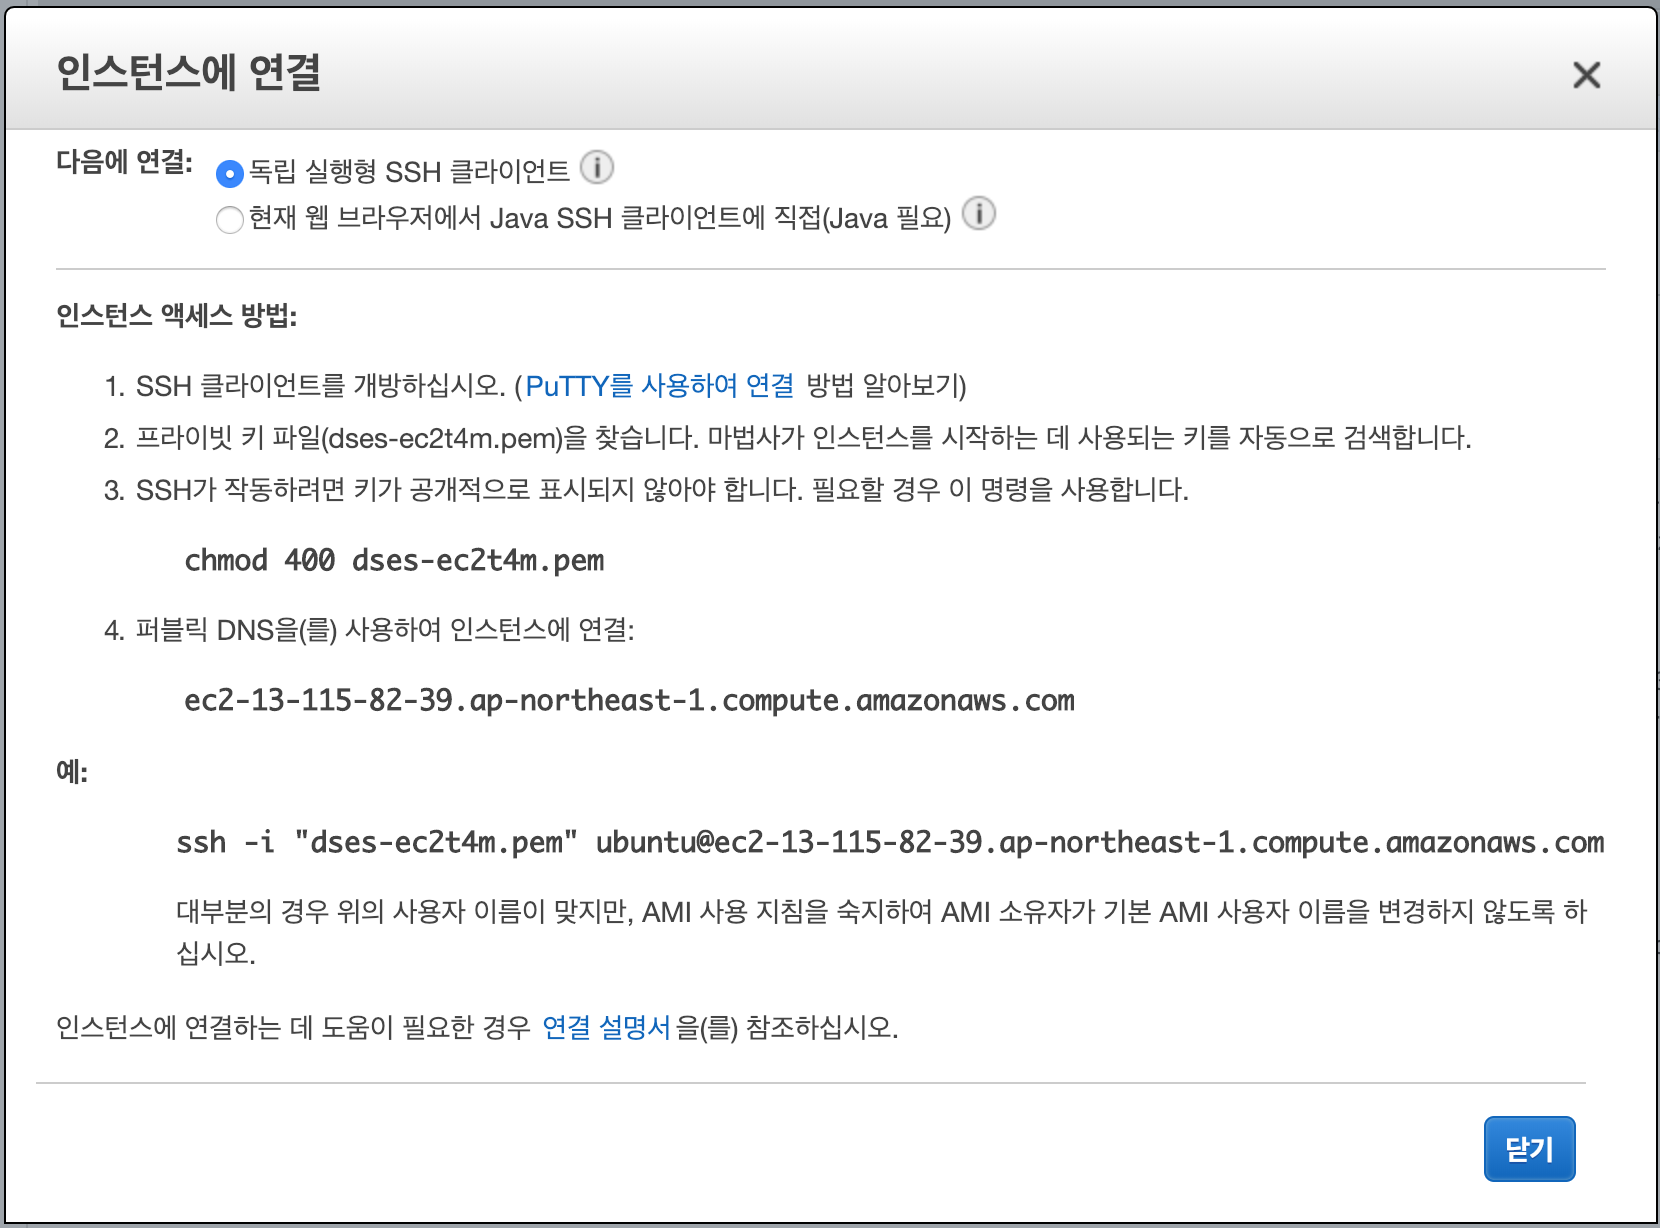 인스턴스에 연결
다음에 연결:
독립 실행형 SSH 클라이언트
현재 웹 브라우저에서 Java SSH 클라이언트에 직접(Java 필요)
인스턴스 액세스 방법:
1. SSH 클라이언트를 개방하십시오. (PuTTY를 사용하여 연결 방법 알아보기)
2. 프라이빗 키 파일(dses-ec2t4m.pem)을 찾습니다. 마법사가 인스턴스를 시작하는 데 사용되는 키를 자동으로 검색합니다.
3. SSH가 작동하려면 키가 공개적으로 표시되지 않아야 합니다. 필요할 경우 이 명령을 사용합니다.
chmod 400 dses-ec2t4m.pem
4. 퍼블릭 DNS을(를) 사용하여 인스턴스에 연결:
ec2-13-115-82-39.ap-northeast-1.compute.amazonaws.com
예:
ssh -i "dses-ec2t4m.pem" ubuntu@ec2-13-115-82-39.ap-northeast-1.compute.amazonaws.com
대부분의 경우 위의 사용자 이름이 맞지만, AMI 사용 지침을 숙지하여 AMI 소유자가 기본 AMI 사용자 이름을 변경하지 않도록 하
십시오.
인스턴스에 연결하는 데 도움이 필요한 경우 연결 설명서을(를) 참조하십시오.
닫기